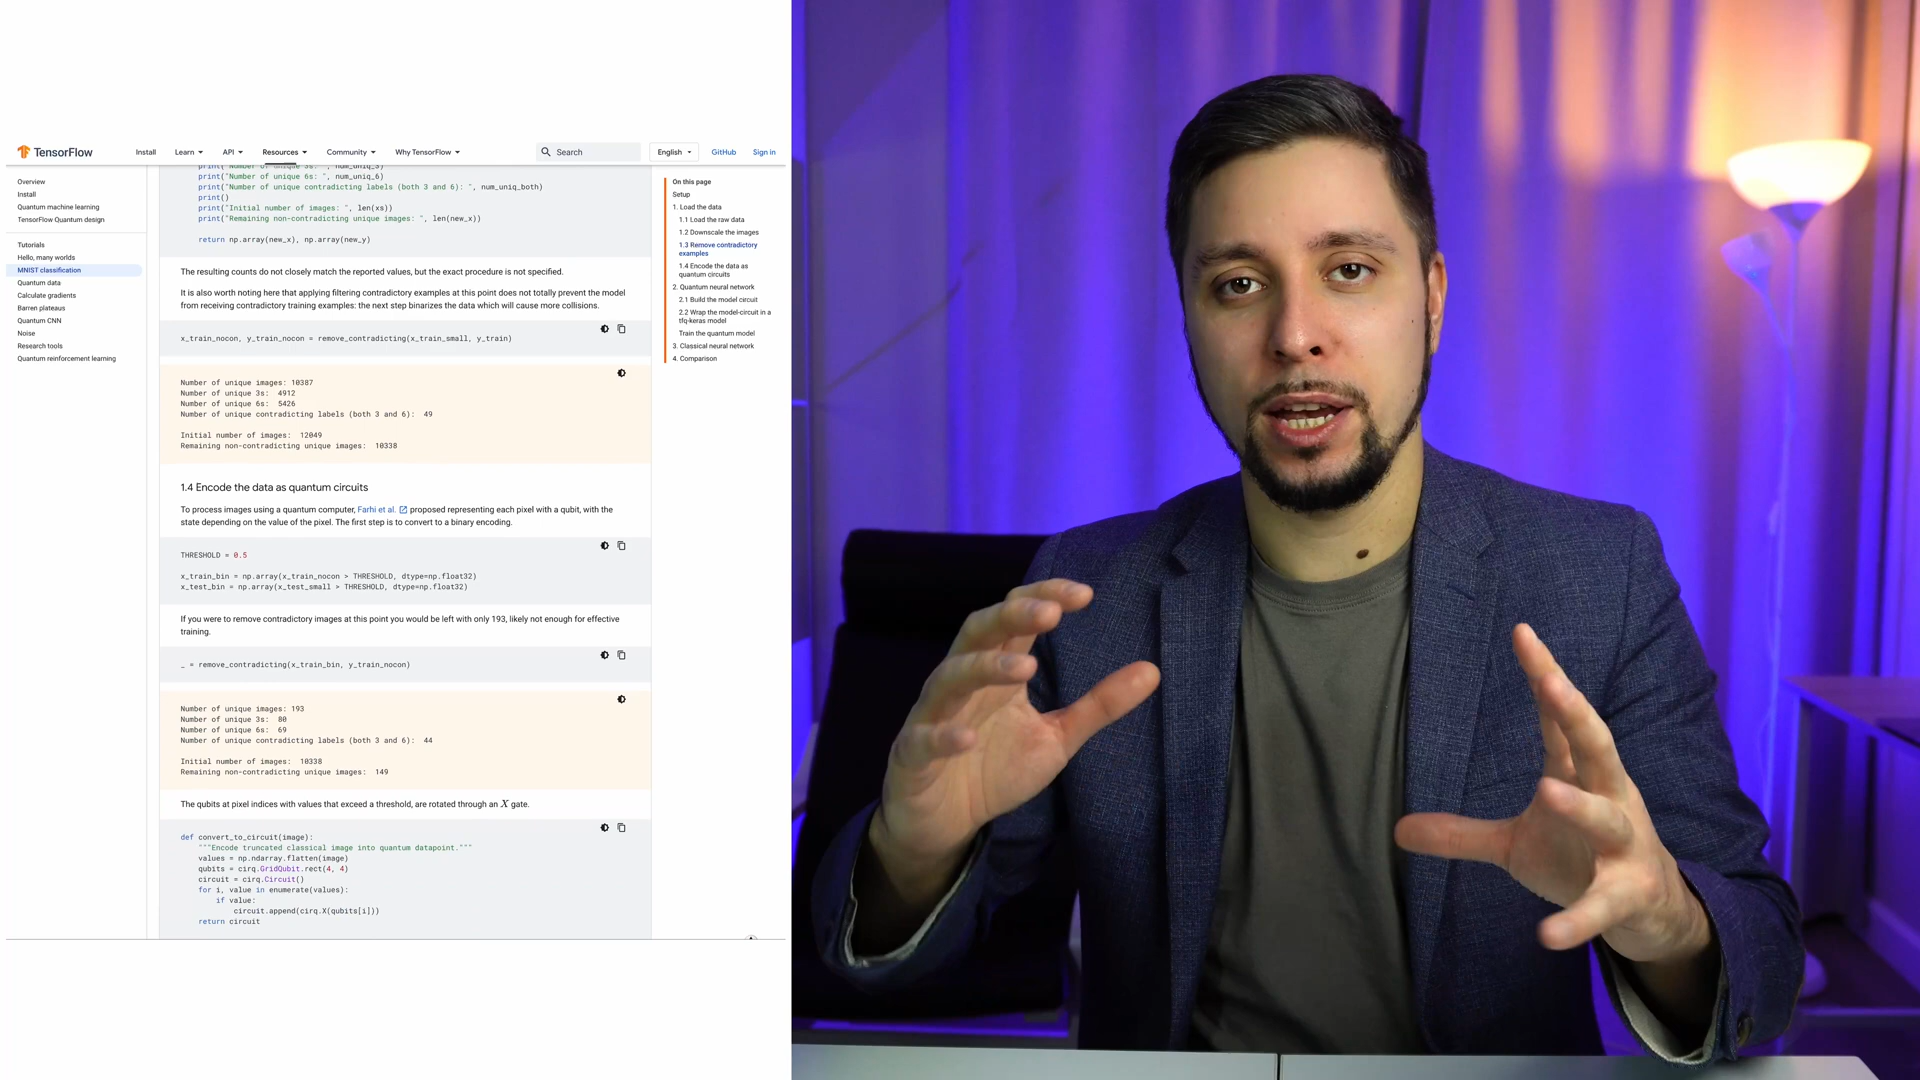 TensorFlow
Install
Learn
API
Resources
Community
Why TensorFlow
Search
English
GitHub
Sign in
Overview
Install
Quantum machine learning
TensorFlow Quantum design
Tutorials
Hello, many worlds
MNIST classification
Quantum data
Calculate gradients
Barren plateaus
Quantum CNN
Noise
Research tools
Quantum reinforcement learning
print("Number of unique 3s: ", num_uniq_3)
print("Number of unique 6s: ", num_uniq_6)
print("Number of unique contradicting labels (both 3 and 6): ", num_uniq_both)
print()
print("Initial number of images: ", len(xs))
print("Remaining non-contradicting unique images: ", len(new_x))
return np.array(new_x), np.array(new_y)
The resulting counts do not closely match the reported values, but the exact procedure is not specified.
It is also worth noting here that applying filtering contradictory examples at this point does not totally prevent the model
from receiving contradictory training examples: the next step binarizes the data which will cause more collisions.
x_train_nocon, y_train_nocon = remove_contradicting(x_train_small, y_train)
Number of unique images: 10387
Number of unique 3s: 4912
Number of unique 6s: 5426
Number of unique contradicting labels (both 3 and 6): 49
Initial number of images: 12049
Remaining non-contradicting unique images: 10338
1.4 Encode the data as quantum circuits
To process images using a quantum computer, Farhi et al. proposed representing each pixel with a qubit, with the
state depending on the value of the pixel. The first step is to convert to a binary encoding.
THRESHOLD = 0.5
x_train_bin = np.array(x_train_nocon > THRESHOLD, dtype=np.float32)
x_test_bin = np.array(x_test_small > THRESHOLD, dtype=np.float32)
If you were to remove contradictory images at this point you would be left with only 193, likely not enough for effective
training.
_ = remove_contradicting(x_train_bin, y_train_nocon)
Number of unique images: 193
Number of unique 3s: 80
Number of unique 6s: 69
Number of unique contradicting labels (both 3 and 6): 44
Initial number of images: 10338
Remaining non-contradicting unique images: 149
The qubits at pixel indices with values that exceed a threshold, are rotated through an X gate.
def convert_to_circuit(image):
"""Encode truncated classical image into quantum datapoint."""
values = np.ndarray.flatten(image)
qubits = cirq.GridQubit.rect(4, 4)
circuit = cirq.Circuit()
for i, value in enumerate(values):
if value:
circuit.append(cirq.X(qubits[i]))
return circuit
On this page
Setup
1. Load the data
1.1 Load the raw data
1.2 Downscale the images
1.3 Remove contradictory
examples
1.4 Encode the data as
quantum circuits
2. Quantum neural network
2.1 Build the model circuit
2.2 Wrap the model-circuit in a
tfq-keras model
Train the quantum model
3. Classical neural network
4. Comparison